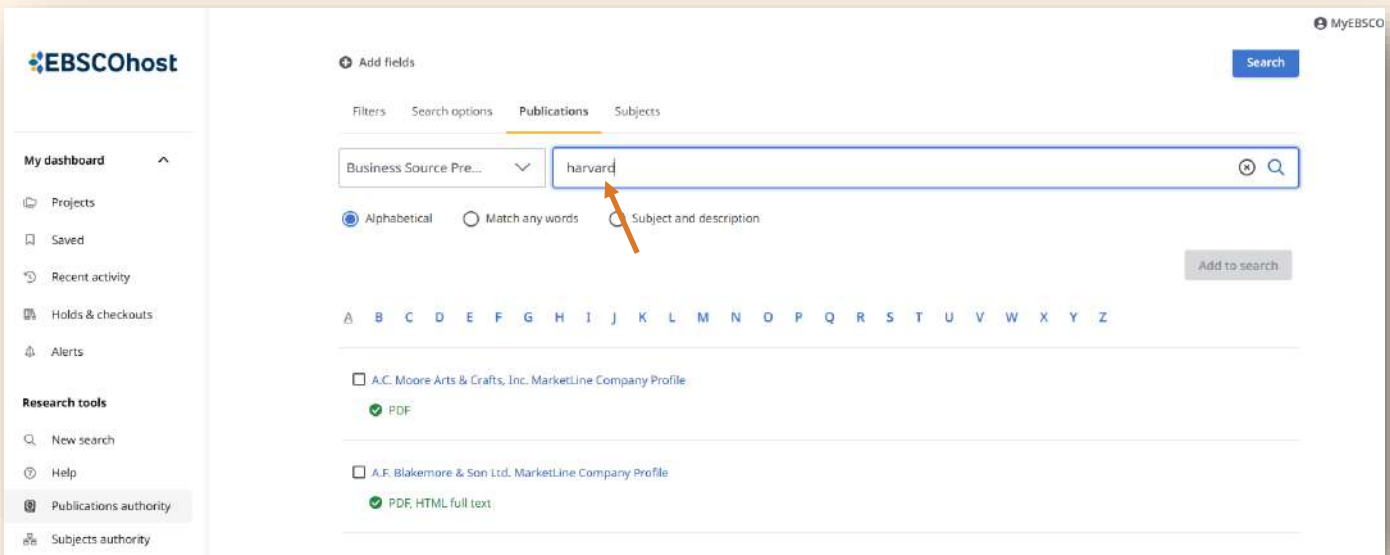 MyEBSCO
EBSCOhost
Add fields
Search
Filters Search options Publications Subjects
My dashboard
Business Source Pre... harvard
Projects
Alphabetical Match any words Subject and description
Saved
Recent activity
Add to search
Holds & checkouts
A B C D E F G H I J K L M N O P Q R S T U V W X Y Z
Alerts
A.C. Moore Arts & Crafts, Inc. MarketLine Company Profile
Research tools
PDF
New search
Help
A.F. Blakemore & Son Ltd. MarketLine Company Profile
Publications authority
PDF, HTML full text
Subjects authority